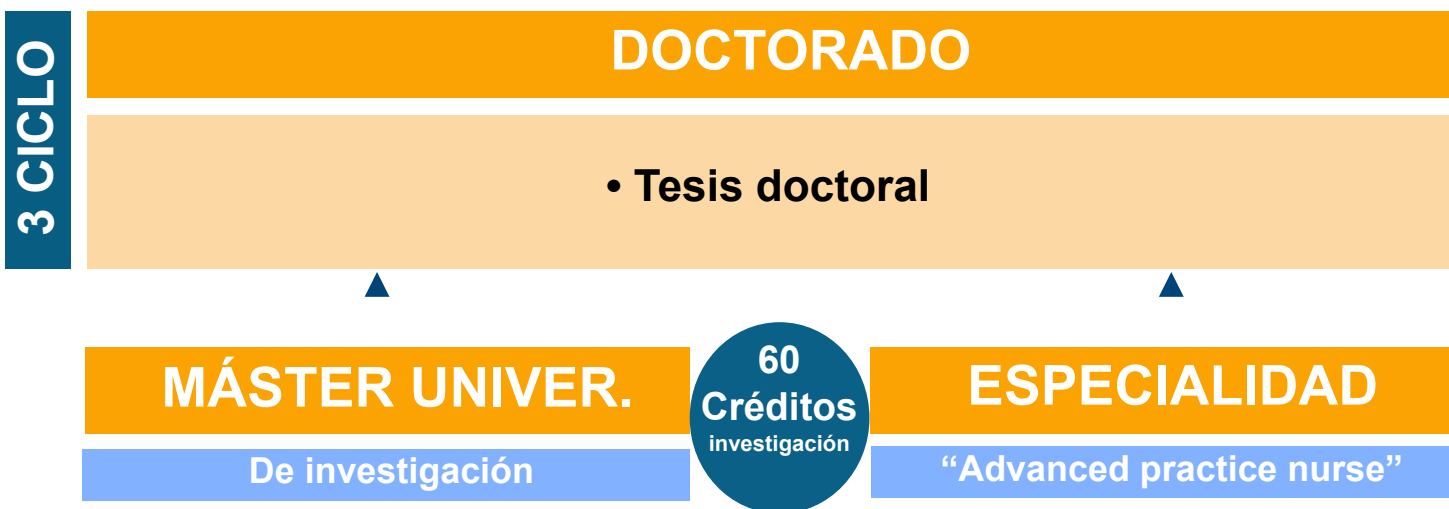 3 CICLO
DOCTORADO
• Tesis doctoral
MÁSTER UNIVER.
De investigación
60
Créditos
investigación
ESPECIALIDAD
“Advanced practice nurse”